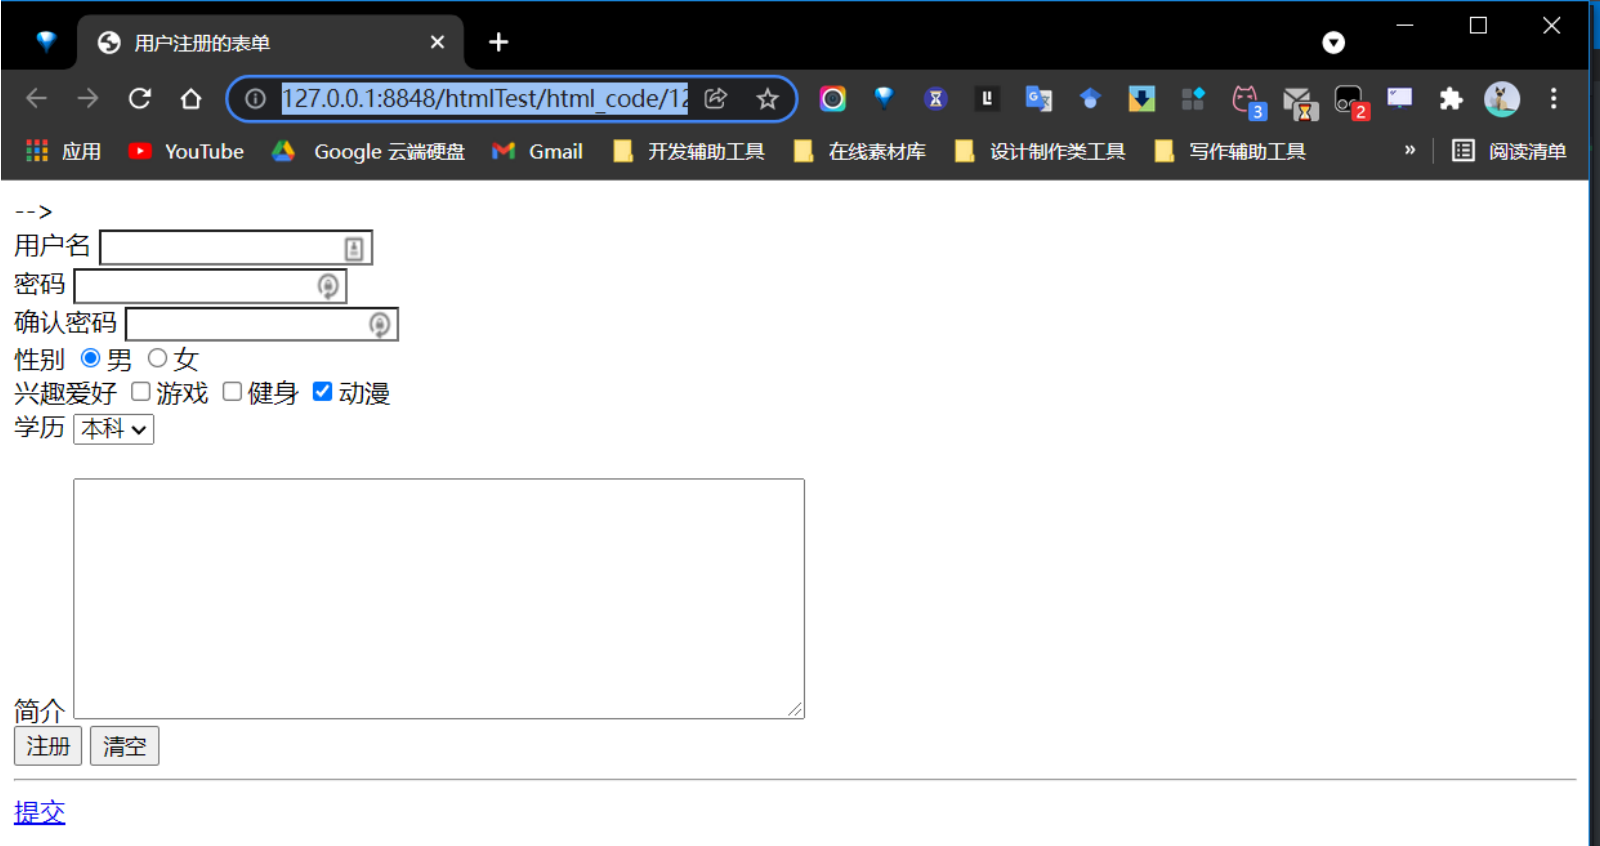 用户注册的表单
127.0.0.1:8848/htmlTest/html_code/12
3
2
应用 YouTube Google 云端硬盘 Gmail 开发辅助工具 在线素材库 设计制作类工具 写作辅助工具 » 阅读清单
-->
用户名
密码
确认密码
性别 男 女
兴趣爱好 游戏 健身 动漫
学历 本科
简介
注册 清空
提交